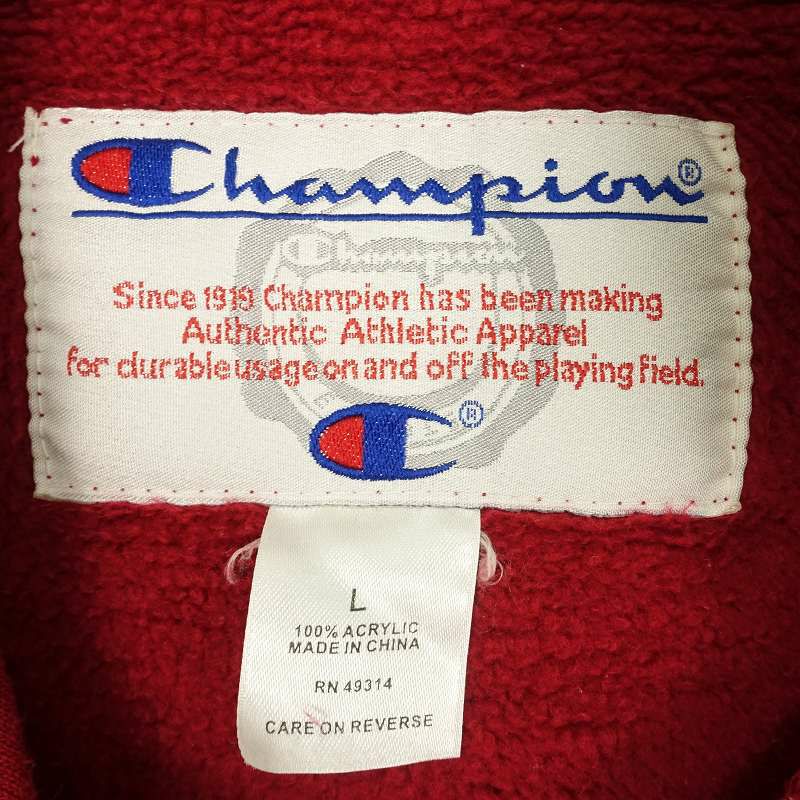 Champion®
Champion
Since 1919 Champion has been making
Authentic Athletic Apparel
for durable usage on and off the playing field.
®
L
100% ACRYLIC
MADE IN CHINA
RN 49314
CARE ON REVERSE